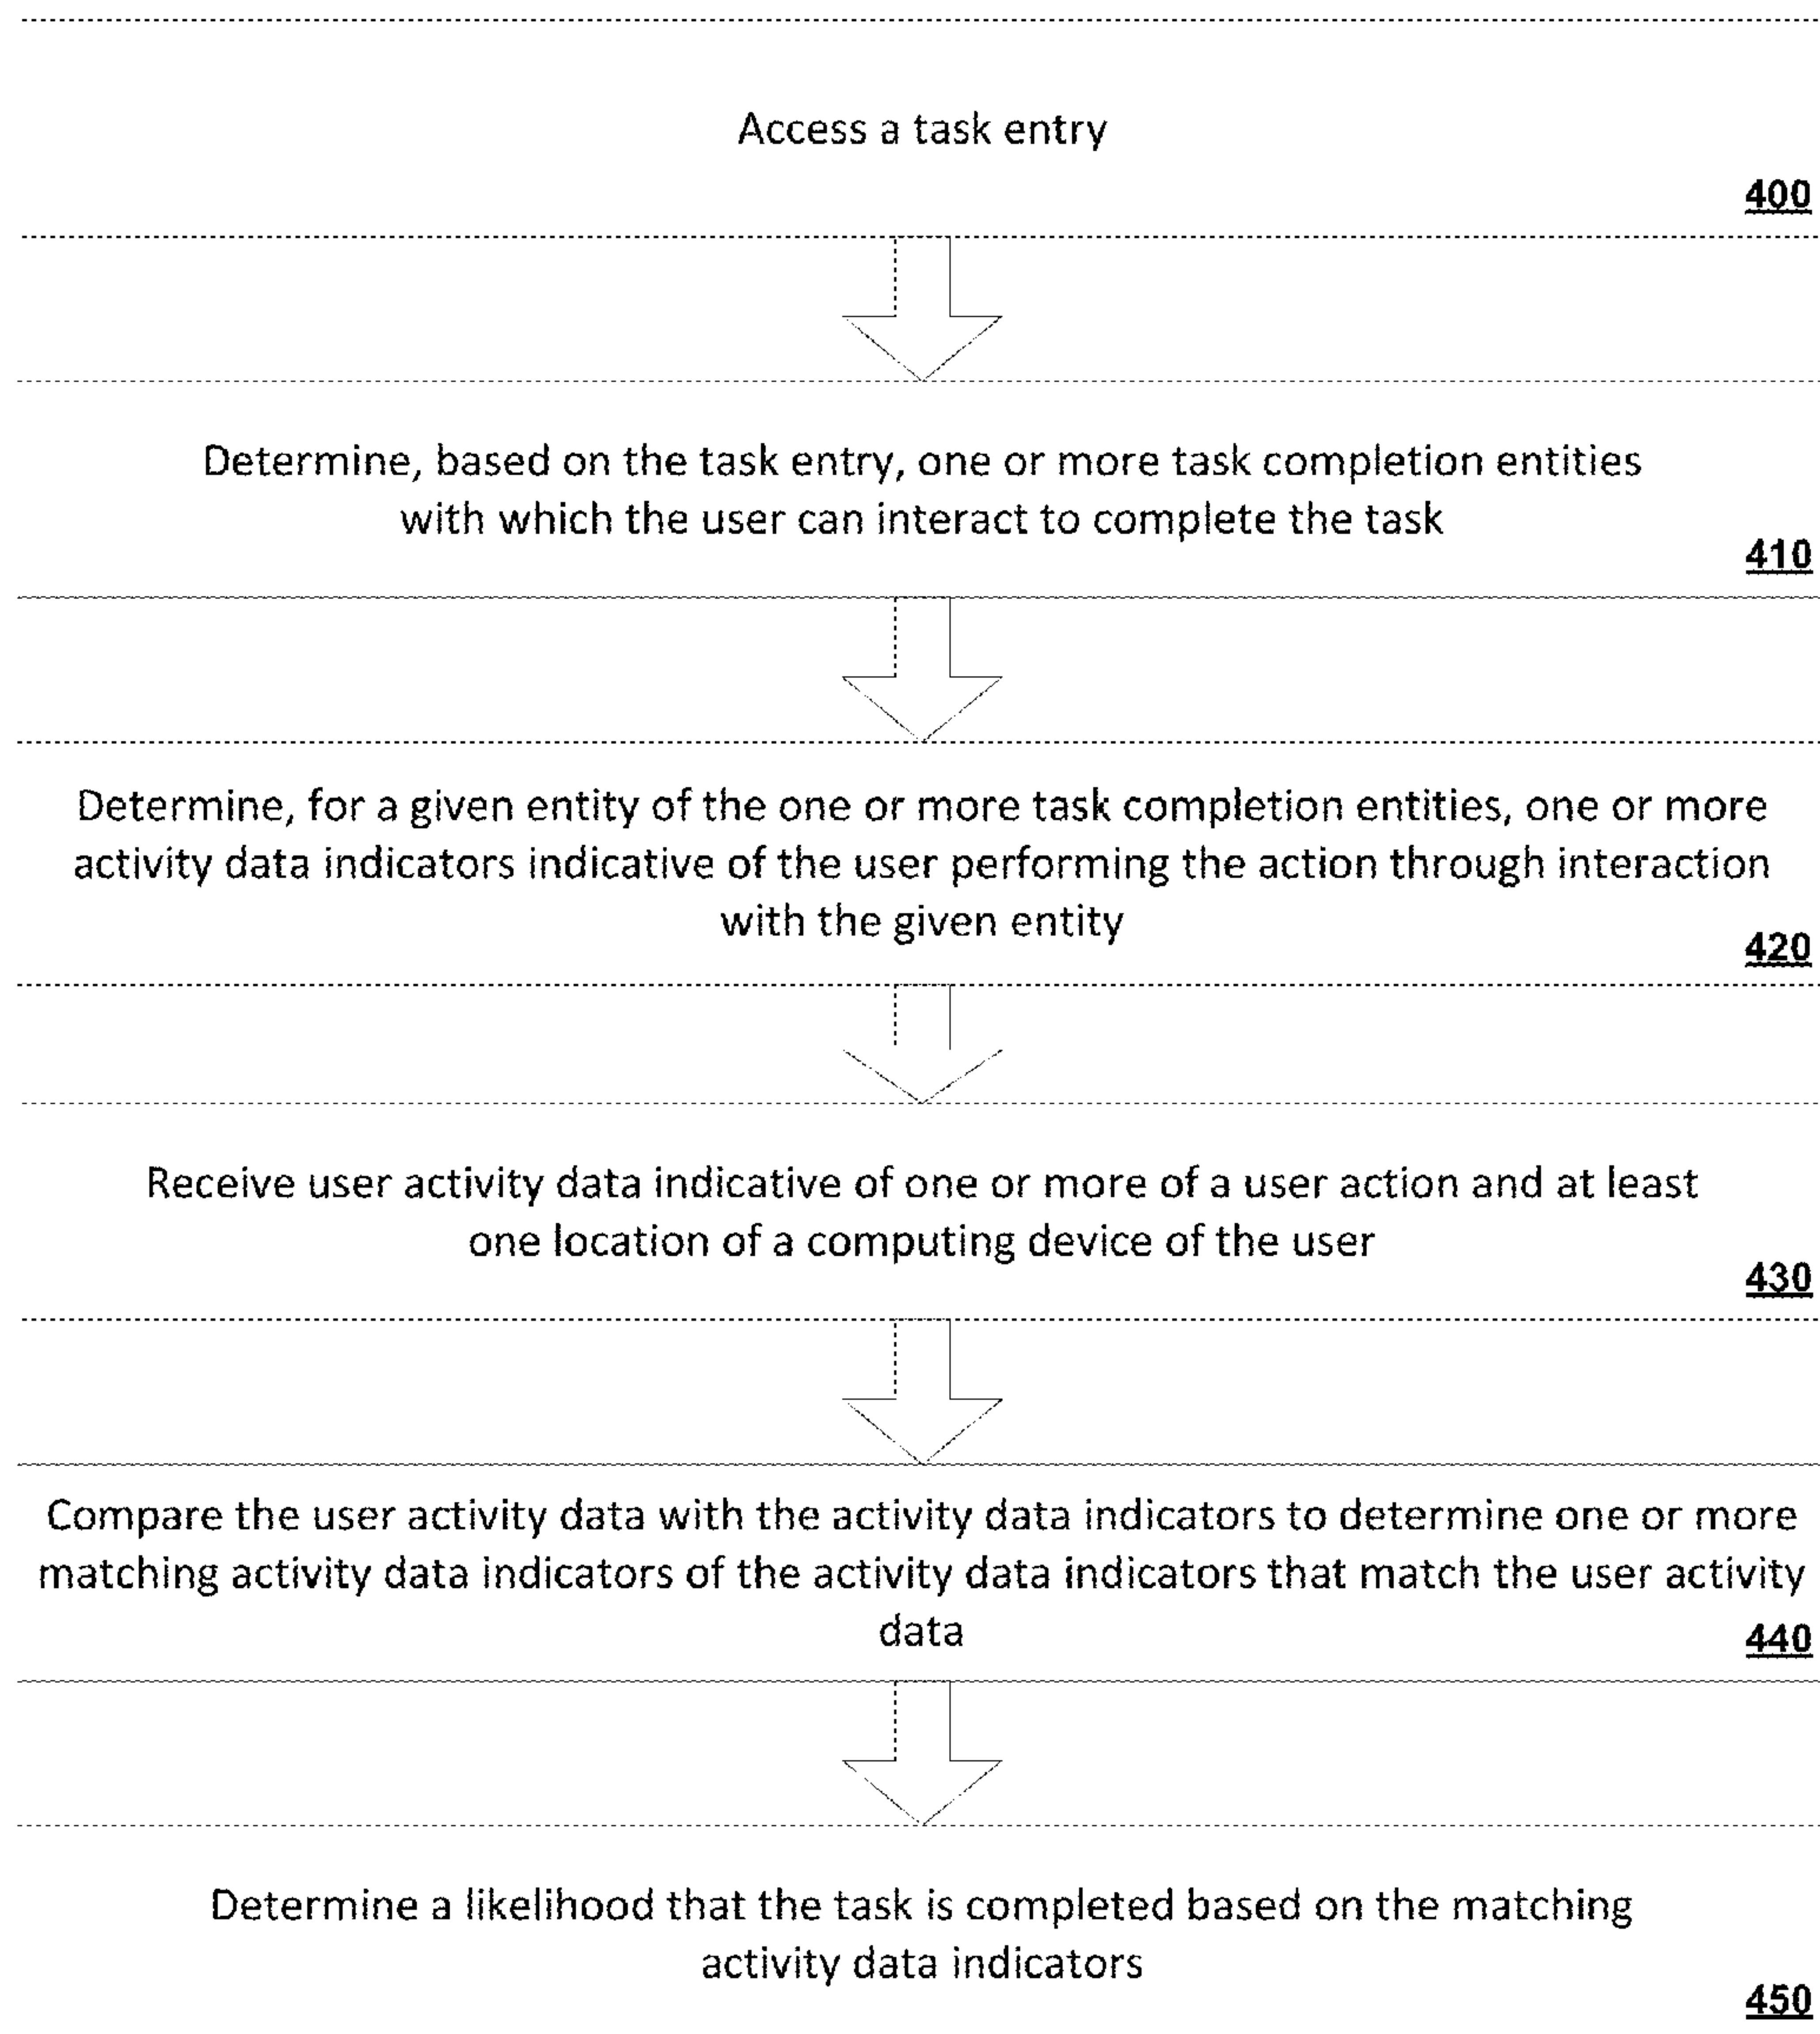 Access a task entry
400
Determine, based on the task entry, one or more task completion entities
with which the user can interact to complete the task
410
Determine, for a given entity of the one or more task completion entities, one or more
activity data indicators indicative of the user performing the action through interaction
with the given entity
420
Receive user activity data indicative of one or more of a user action and at least
one location of a computing device of the user
430
Compare the user activity data with the activity data indicators to determine one or more
matching activity data indicators of the activity data indicators that match the user activity
data
440
Determine a likelihood that the task is completed based on the matching
activity data indicators
450